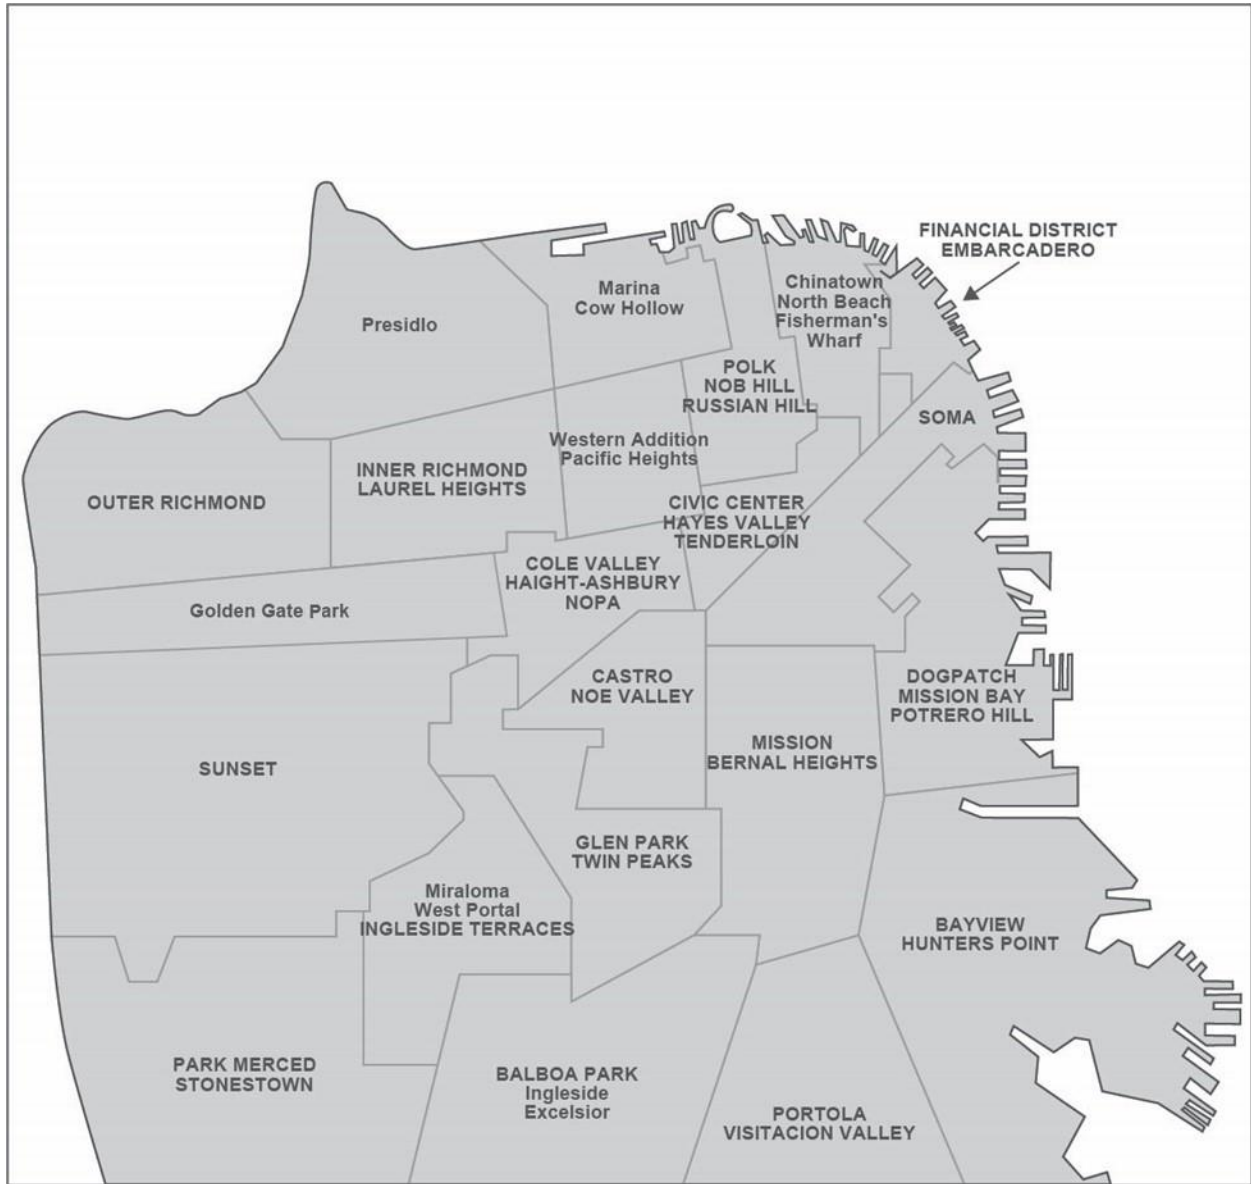 FINANCIAL DISTRICT
EMBARCADERO
Marina
Cow Hollow
Chinatown
North Beach
Fisherman's
Wharf
PresidIo
POLK
NOB HILL
RUSSIAN HILL
SOMA
Western Addition
Pacific Heights
INNER RICHMOND
LAUREL HEIGHTS
OUTER RICHMOND
CIVIC CENTER
HAYES VALLEY
TENDERLOIN
COLE VALLEY
HAIGHT-ASHBURY
NOPA
Golden Gate Park
CASTRO
NOE VALLEY
DOGPATCH
MISSION BAY
POTRERO HILL
SUNSET
MISSION
BERNAL HEIGHTS
GLEN PARK
TWIN PEAKS
Miraloma
West Portal
INGLESIDE TERRACES
BAYVIEW
HUNTERS POINT
PARK MERCED
STONESTOWN
BALBOA PARK
Ingleside
Excelsior
PORTOLA
VISITACION VALLEY